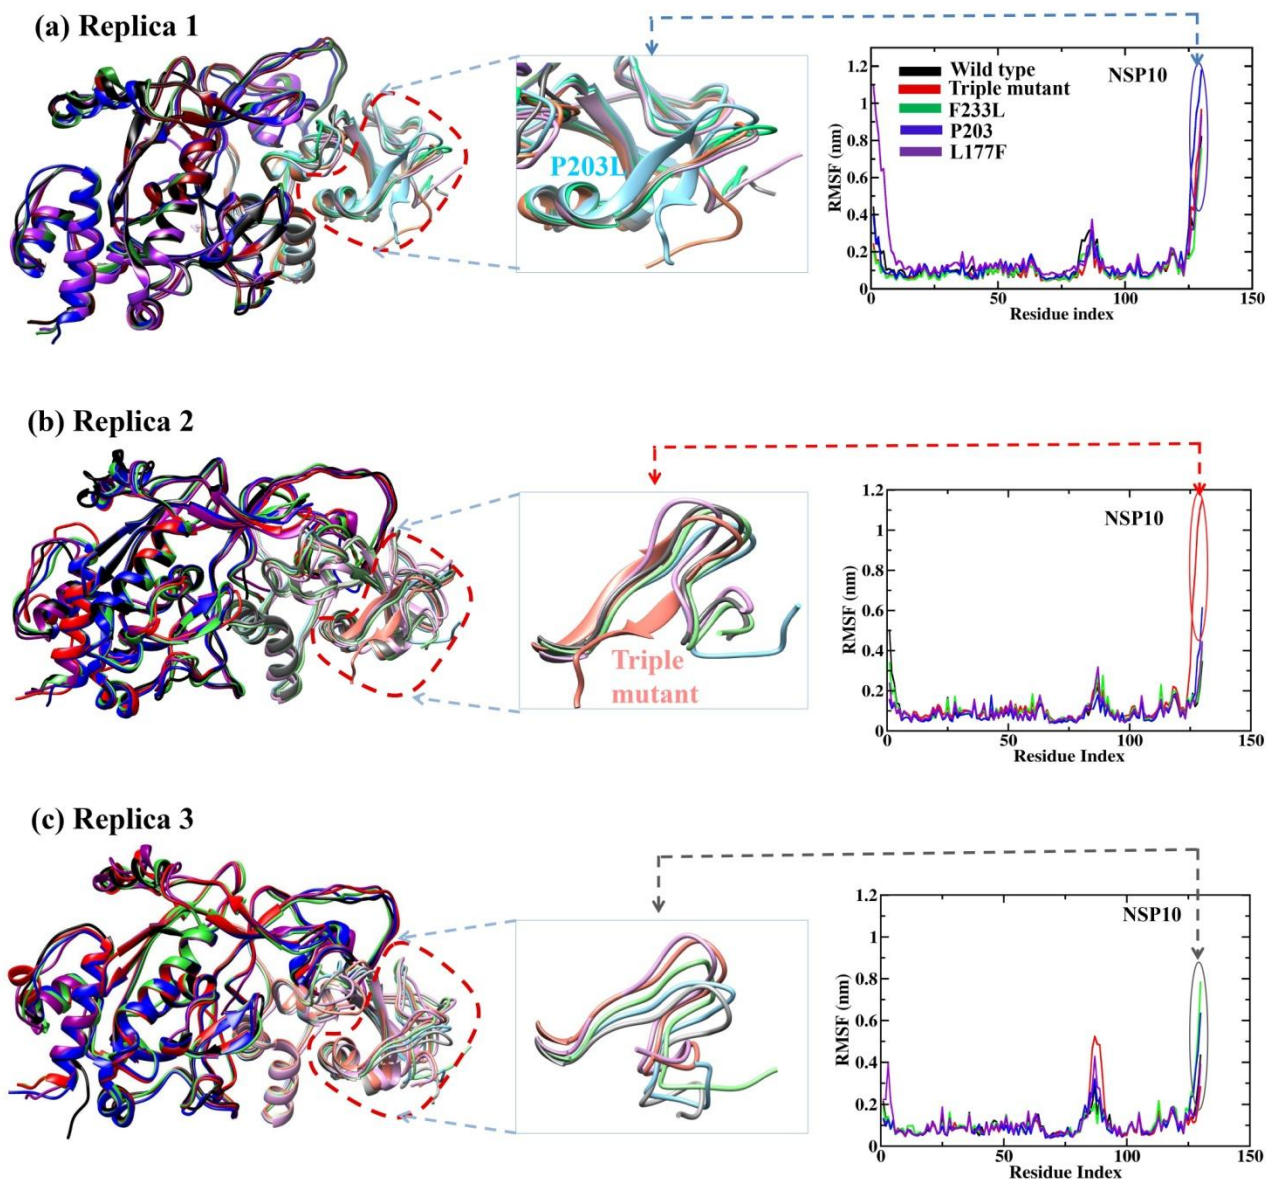 (a) Replica 1
P203L
Wild type
Triple mutant
F233L
P203
L177F
NSP10
RMSF (nm)
1.2
1
0.8
0.6
0.4
0.2
0
0 50 100 150
Residue index
(b) Replica 2
Triple
mutant
NSP10
RMSF (nm)
1.2
1
0.8
0.6
0.4
0.2
0
0 50 100 150
Residue Index
(c) Replica 3
NSP10
RMSF (nm)
1.2
1
0.8
0.6
0.4
0.2
0
0 50 100 150
Residue Index